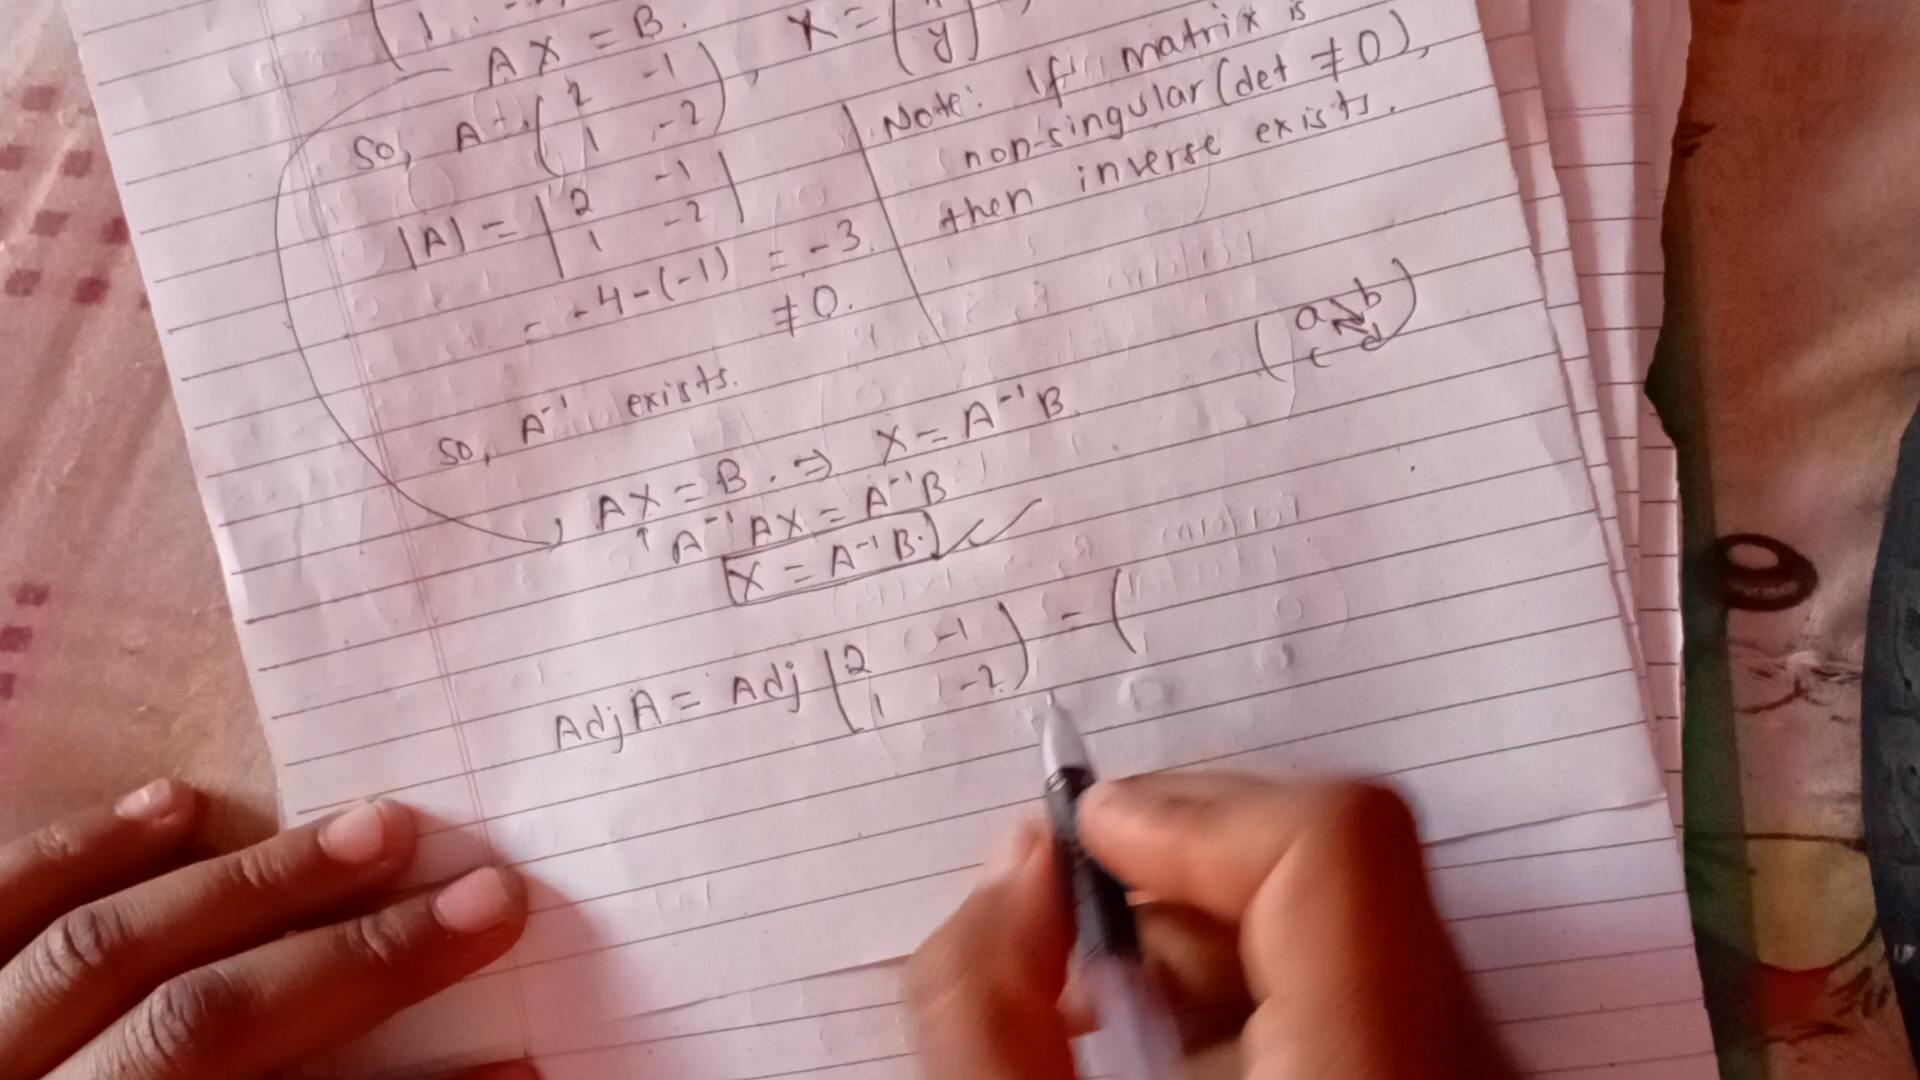 (1
AX = B.
So, A = (2 -1
1 -2), X = (
y)
|A| = |2 -1
1 -2|
= -4-(-1) = -3
≠0.
Note: If matrix is
non-singular (det ≠ 0),
then inverse exists.
(a b
c d)
So, A⁻¹ exists.
, AX = B. ⇒ X = A⁻¹B.
↑ A⁻¹AX = A⁻¹B
X = A⁻¹B.
AdjA = Adj (2 -1
1 -2) = (